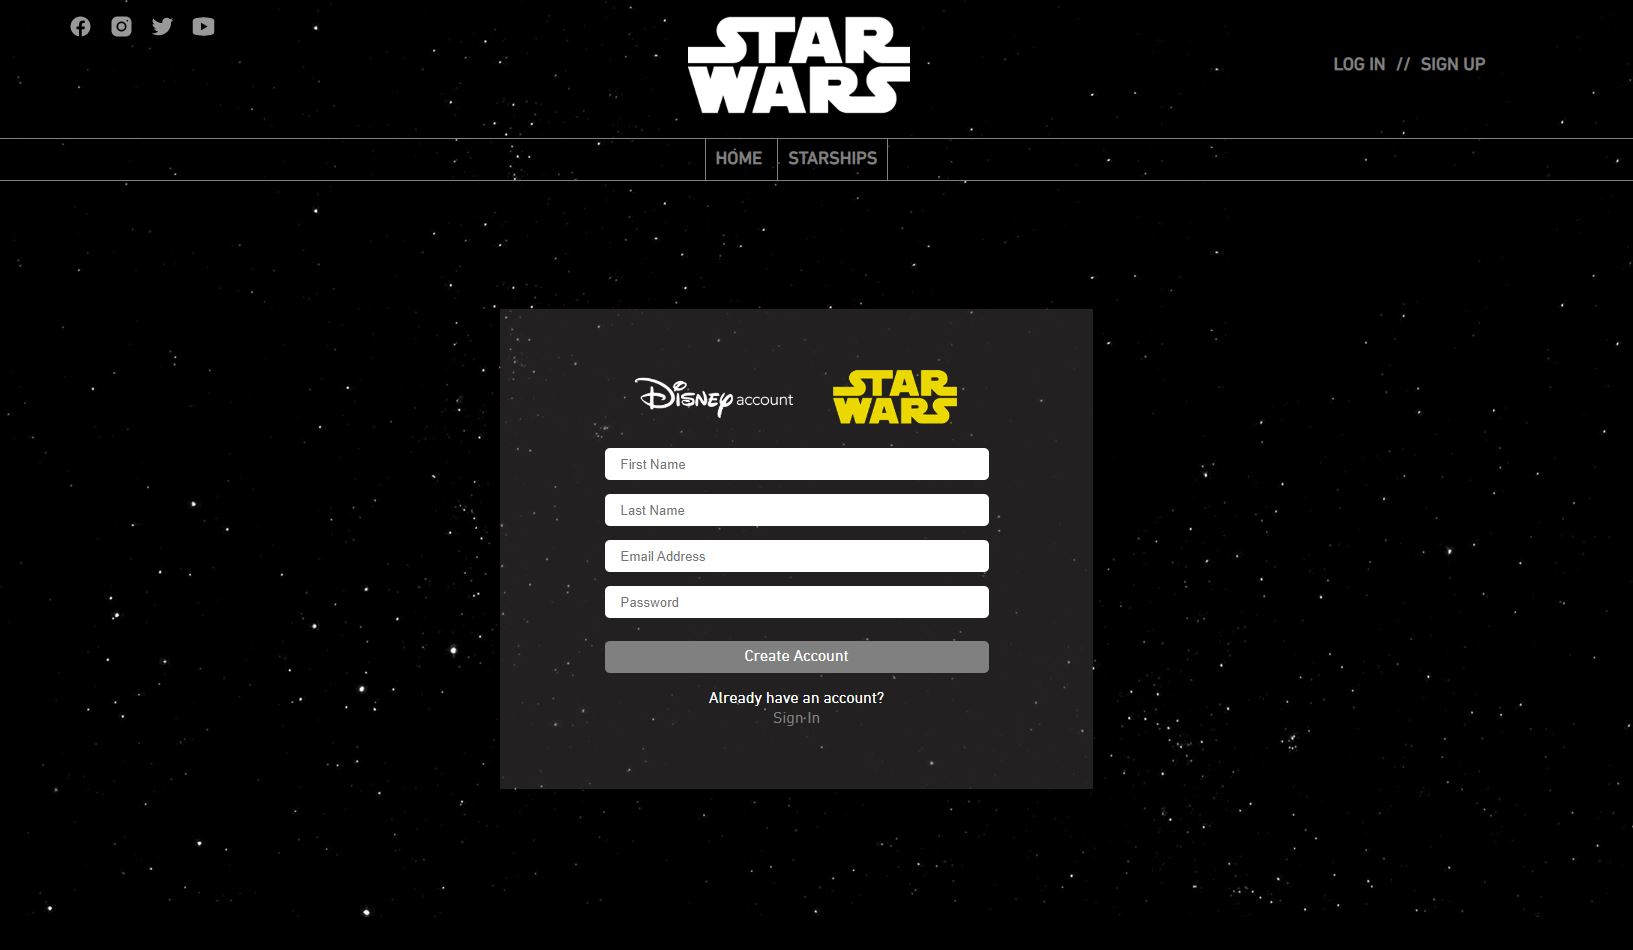 STAR
WARS
LOG IN // SIGN UP
HOME
STARSHIPS
Disney account
STAR
WARS
First Name
Last Name
Email Address
Password
Create Account
Already have an account?
Sign In